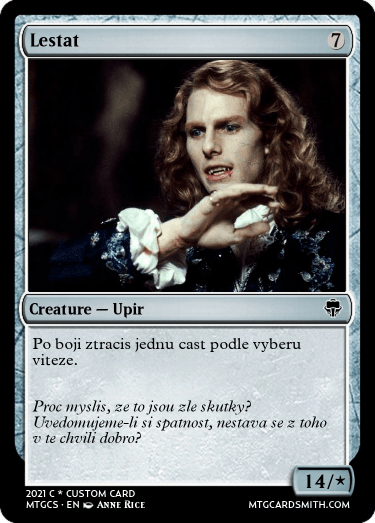 Lestat 7
Creature — Upir
Po boji ztracis jednu cast podle vyberu
viteze.
Proc myslis, ze to jsou zle skutky?
Uvedomujeme-li si spatnost, nestava se z toho
v te chvili dobro?
14/★
2021 C * CUSTOM CARD
MTGCS · EN Anne Rice MTGCARDSMITH.COM